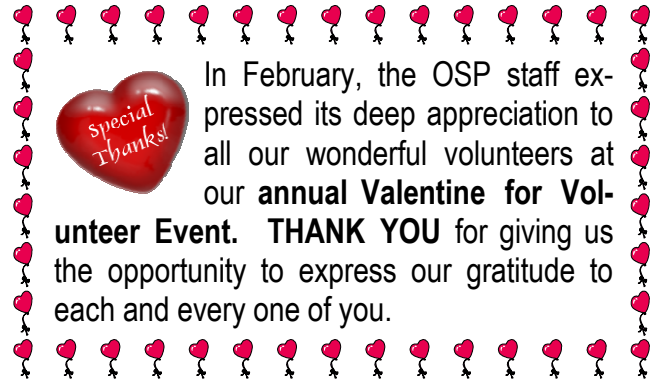 Special
Thanks!
In February, the OSP staff ex-
pressed its deep appreciation to
all our wonderful volunteers at
our annual Valentine for Vol-
unteer Event. THANK YOU for giving us
the opportunity to express our gratitude to
each and every one of you.